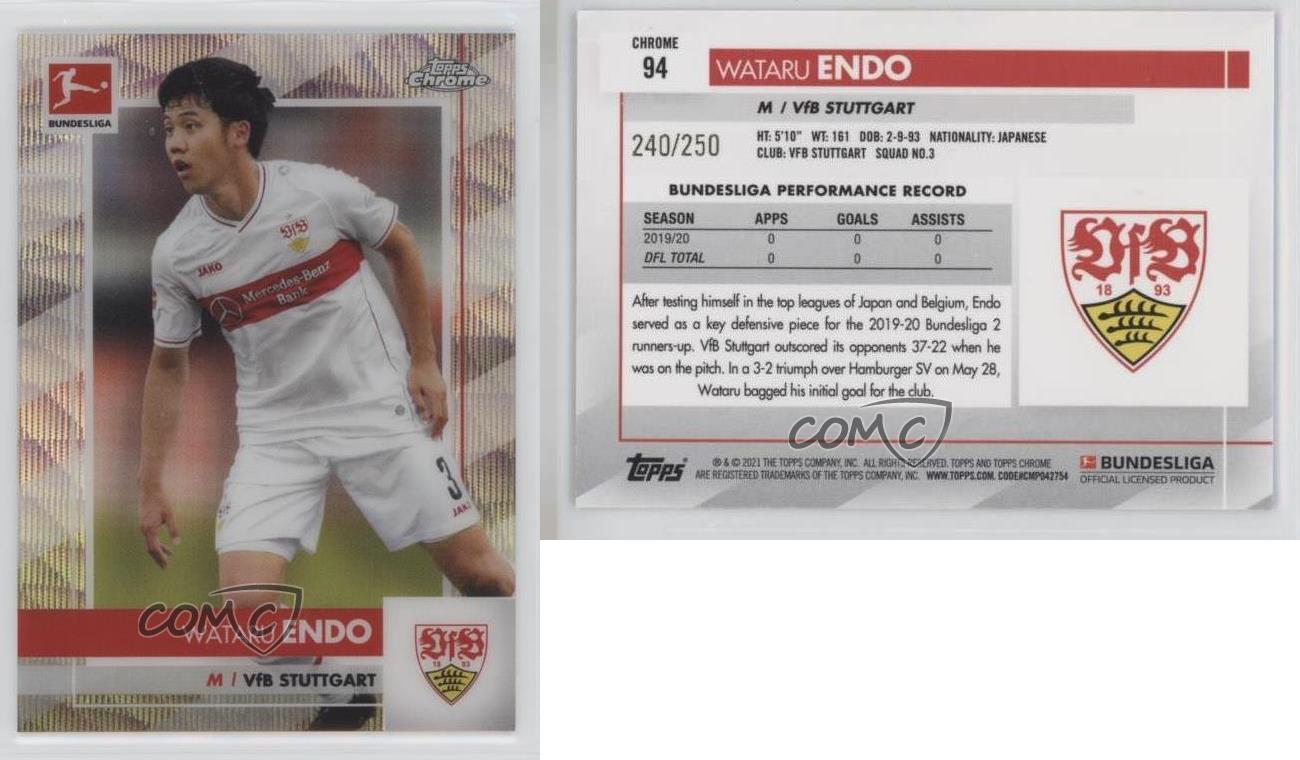 BUNDESLIGA
Topps
Chrome
VfB
JAKO
Mercedes-Benz
Bank
3
JAKO
COMC
WATARU ENDO
M / VfB STUTTGART
VfB
18 93
CHROME
94
WATARU ENDO
M / VfB STUTTGART
240/250
HT: 5'10" WT: 161 DOB: 2-9-93 NATIONALITY: JAPANESE
CLUB: VFB STUTTGART SQUAD NO.3
BUNDESLIGA PERFORMANCE RECORD
SEASON APPS GOALS ASSISTS
2019/20 0 0 0
DFL TOTAL 0 0 0
After testing himself in the top leagues of Japan and Belgium, Endo
served as a key defensive piece for the 2019-20 Bundesliga 2
runners-up. VfB Stuttgart outscored its opponents 37-22 when he
was on the pitch. In a 3-2 triumph over Hamburger SV on May 28,
Wataru bagged his initial goal for the club.
VfB
18 93
COMC
Topps
® & © 2021 THE TOPPS COMPANY, INC. ALL RIGHTS RESERVED. TOPPS AND TOPPS CHROME
ARE REGISTERED TRADEMARKS OF THE TOPPS COMPANY, INC. WWW.TOPPS.COM. CODE#CMP042754
BUNDESLIGA
OFFICIAL LICENSED PRODUCT